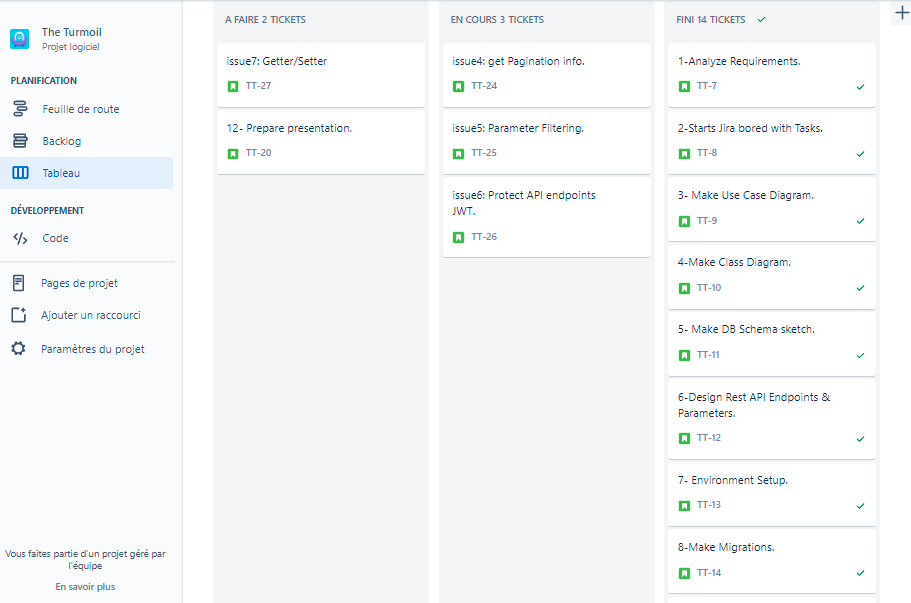 The Turmoil
Projet logiciel
PLANIFICATION
Feuille de route
Backlog
Tableau
DÉVELOPPEMENT
Code
Pages de projet
Ajouter un raccourci
Paramètres du projet
Vous faites partie d'un projet géré par
l'équipe
En savoir plus
A FAIRE 2 TICKETS
issue7: Getter/Setter
TT-27
12- Prepare presentation.
TT-20
EN COURS 3 TICKETS
issue4: get Pagination info.
TT-24
issue5: Parameter Filtering.
TT-25
issue6: Protect API endpoints
JWT.
TT-26
FINI 14 TICKETS
1-Analyze Requirements.
TT-7
2-Starts Jira bored with Tasks.
TT-8
3- Make Use Case Diagram.
TT-9
4-Make Class Diagram.
TT-10
5- Make DB Schema sketch.
TT-11
6-Design Rest API Endpoints &
Parameters.
TT-12
7- Environment Setup.
TT-13
8-Make Migrations.
TT-14